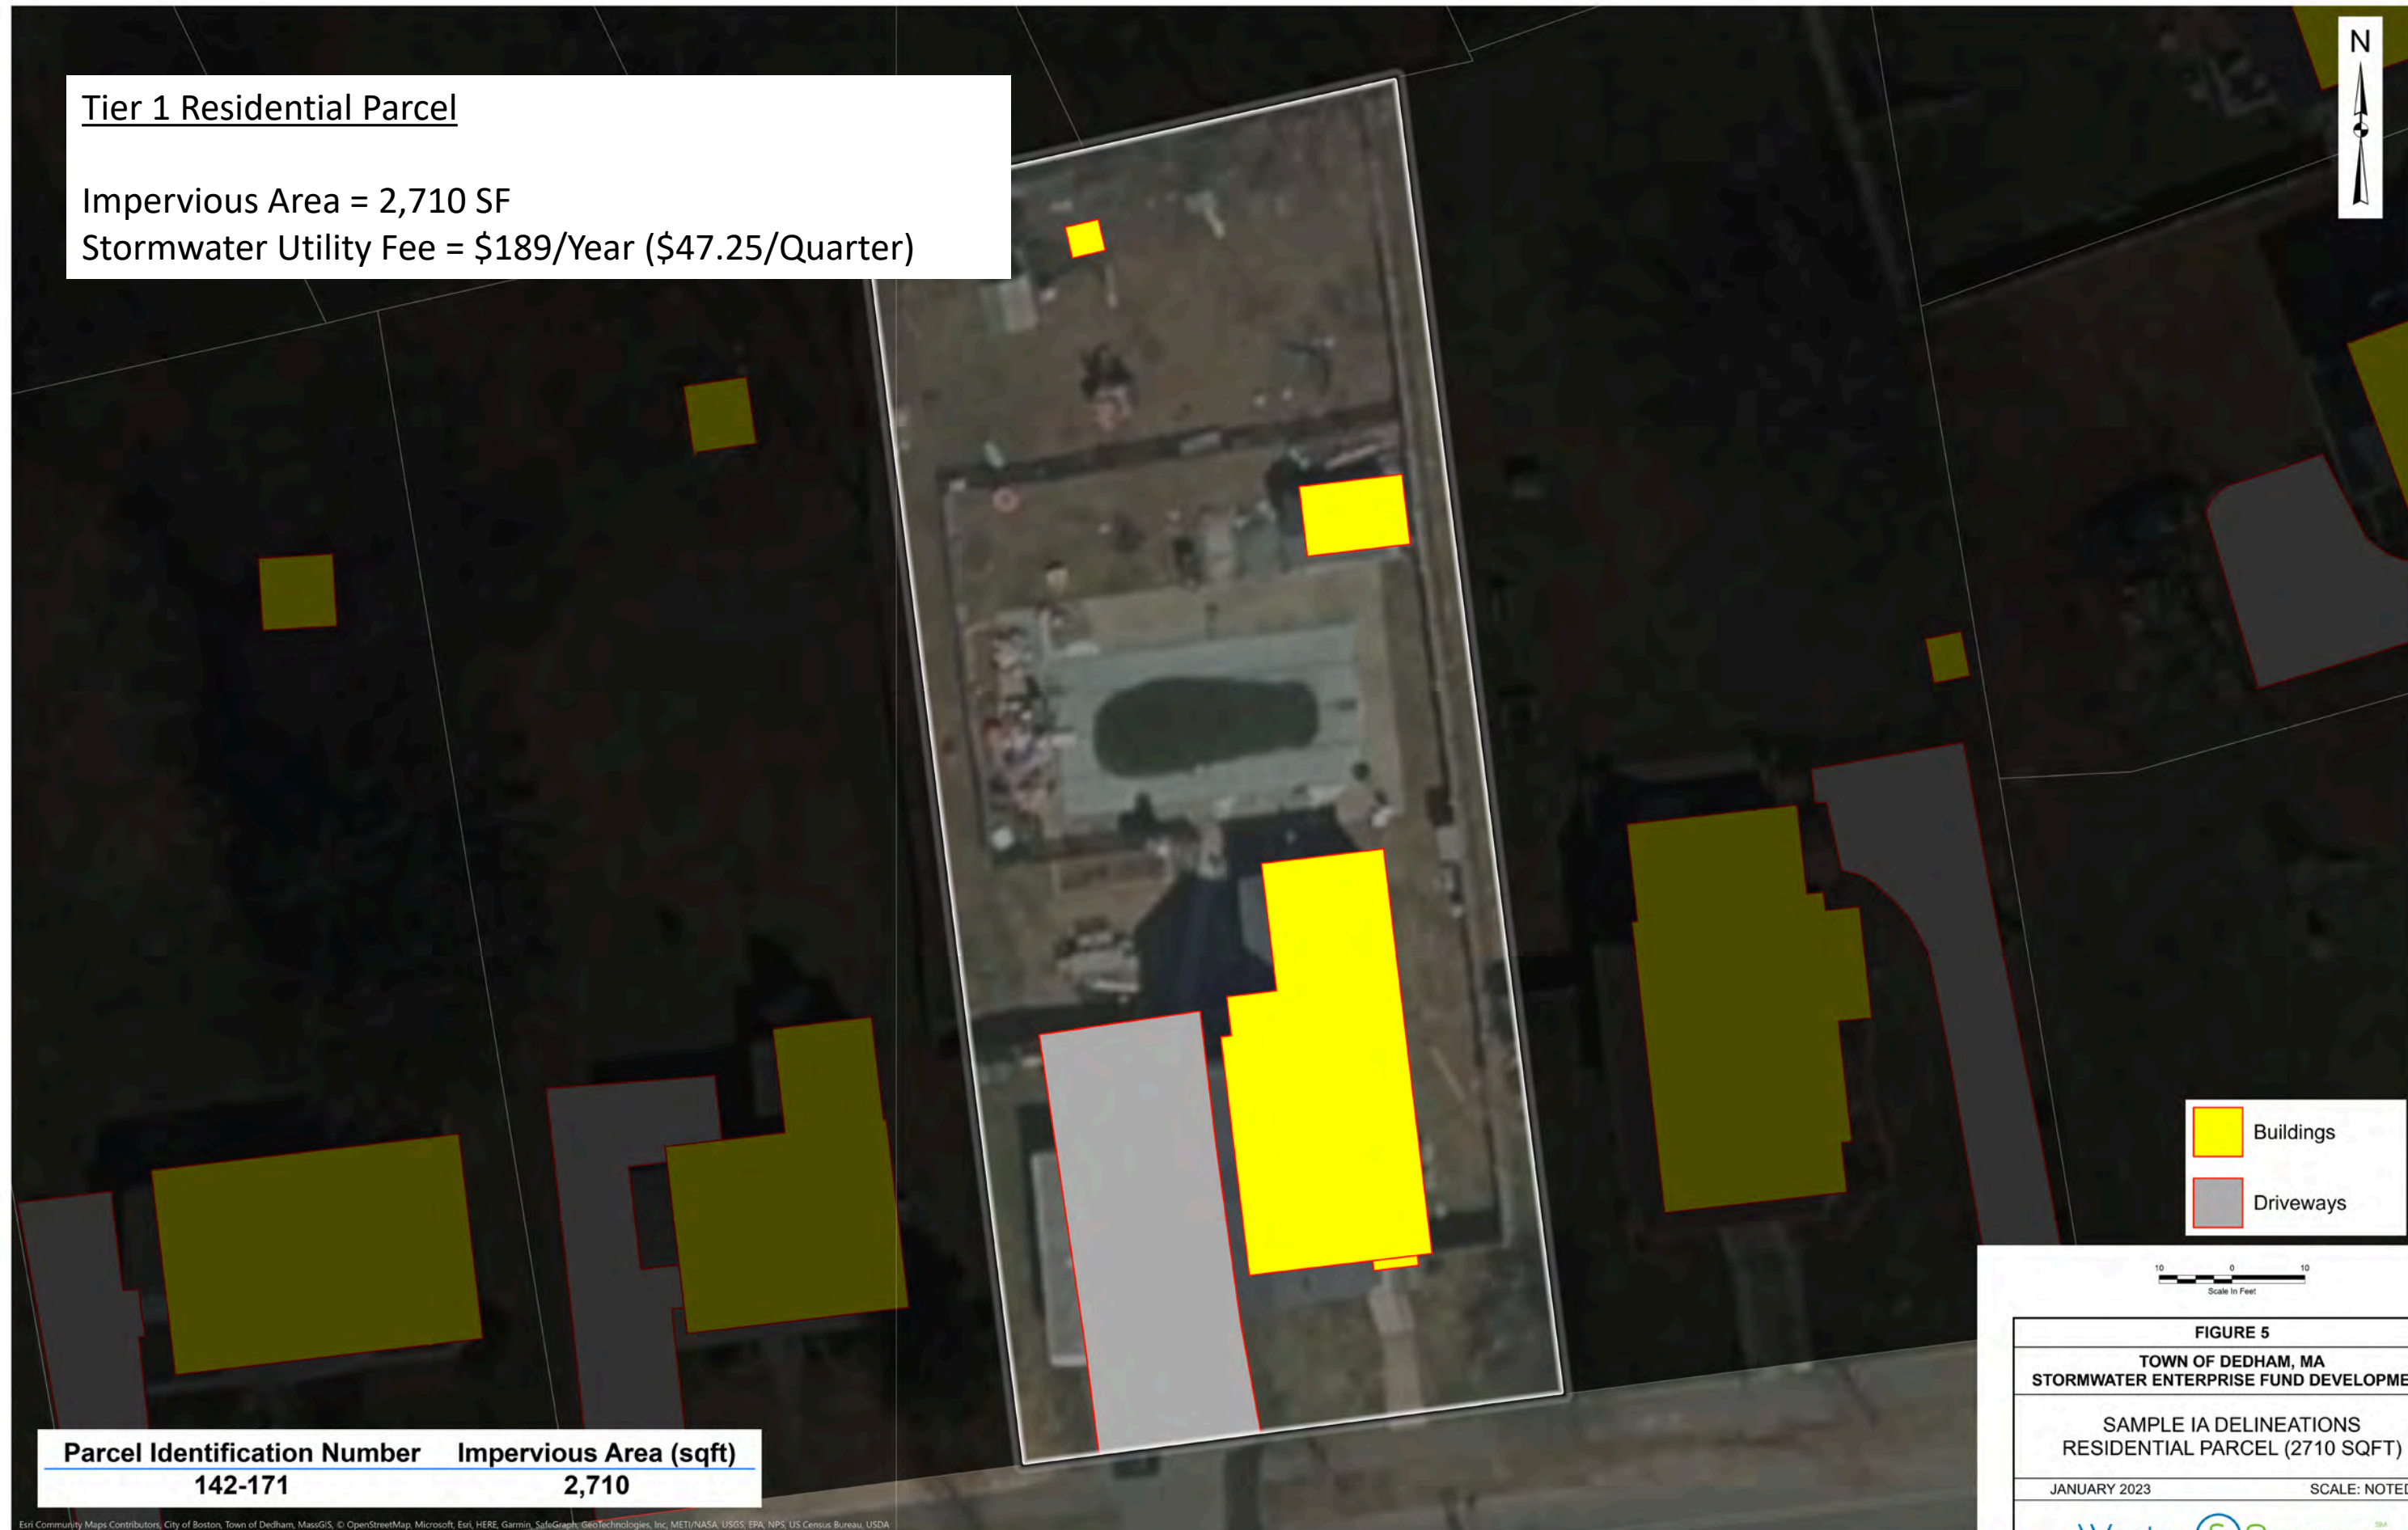 Tier 1 Residential Parcel
Impervious Area = 2,710 SF
Stormwater Utility Fee = $189/Year ($47.25/Quarter)
N
Buildings
Driveways
10 0 10
Scale In Feet
FIGURE 5
TOWN OF DEDHAM, MA
STORMWATER ENTERPRISE FUND DEVELOPME
SAMPLE IA DELINEATIONS
RESIDENTIAL PARCEL (2710 SQFT)
JANUARY 2023 SCALE: NOTED
Parcel Identification Number Impervious Area (sqft)
142-171 2,710
Esri Community Maps Contributors, City of Boston, Town of Dedham, MassGIS, © OpenStreetMap, Microsoft, Esri, HERE, Garmin, SafeGraph, GeoTechnologies, Inc, METI/NASA, USGS, EPA, NPS, US Census Bureau, USDA